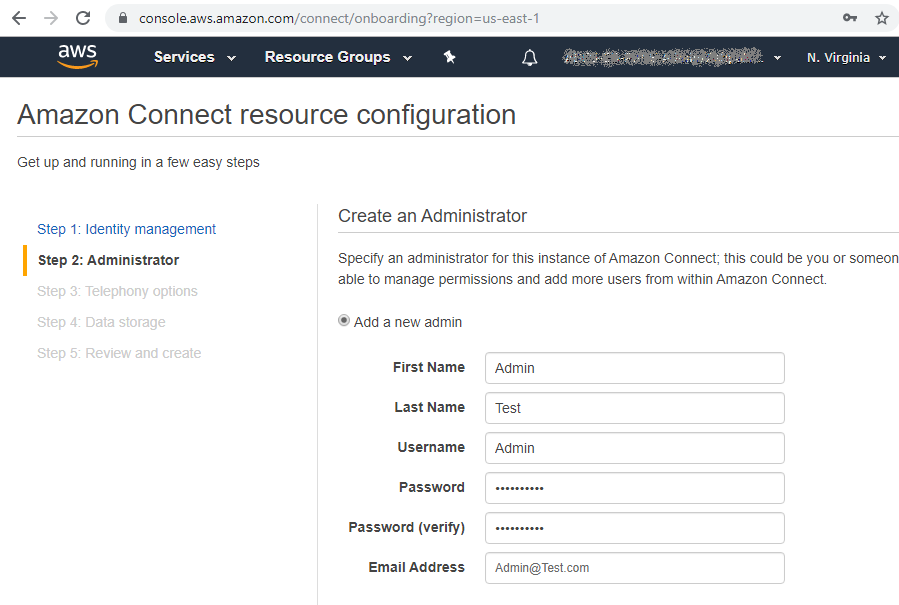 console.aws.amazon.com/connect/onboarding?region=us-east-1
aws Services Resource Groups N. Virginia
Amazon Connect resource configuration
Get up and running in a few easy steps
Step 1: Identity management
Step 2: Administrator
Step 3: Telephony options
Step 4: Data storage
Step 5: Review and create
Create an Administrator
Specify an administrator for this instance of Amazon Connect; this could be you or someon
able to manage permissions and add more users from within Amazon Connect.
Add a new admin
First Name Admin
Last Name Test
Username Admin
Password ••••••••••
Password (verify) ••••••••••
Email Address Admin@Test.com